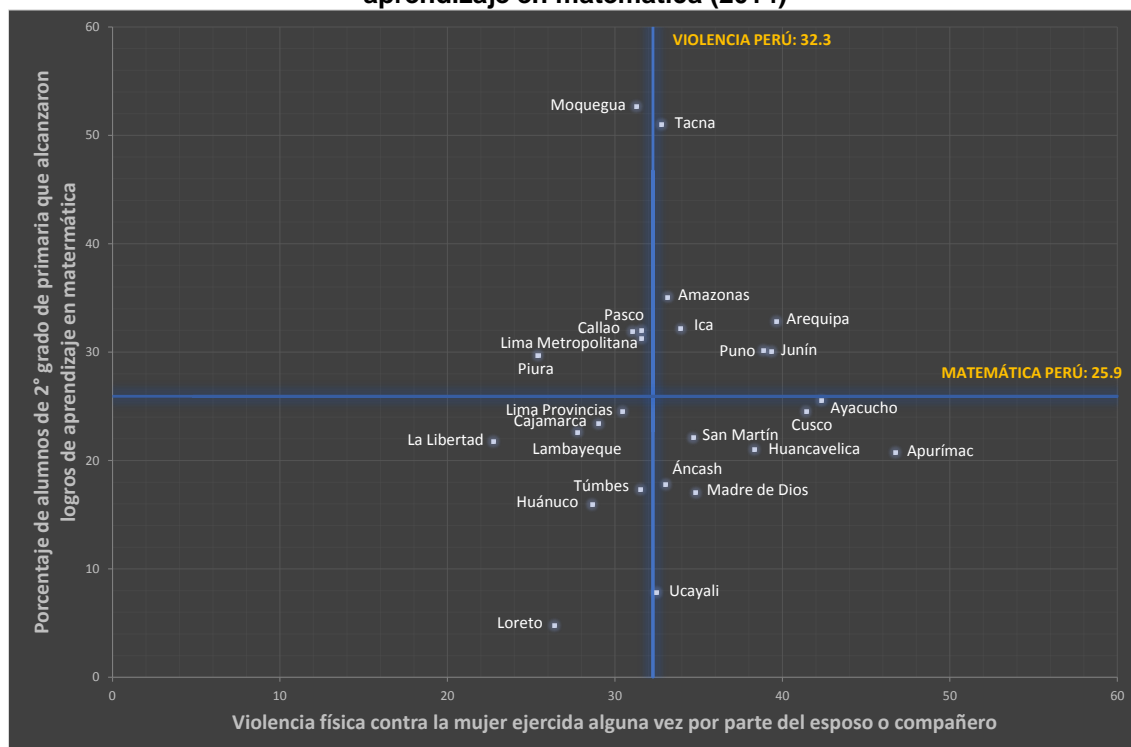 aprendizaje en matemática (2014)
60
50
40
30
20
10
0
0
10
20
30
40
50
60
Porcentaje de alumnos de 2° grado de primaria que alcanzaron
logros de aprendizaje en matermática
Violencia física contra la mujer ejercida alguna vez por parte del esposo o compañero
VIOLENCIA PERÚ: 32.3
MATEMÁTICA PERÚ: 25.9
Moquegua
Tacna
Amazonas
Pasco
Callao
Ica
Arequipa
Lima Metropolitana
Puno
Junín
Piura
Lima Provincias
Ayacucho
Cajamarca
Cusco
La Libertad
Lambayeque
San Martín
Huancavelica
Apurímac
Áncash
Túmbes
Madre de Dios
Huánuco
Ucayali
Loreto